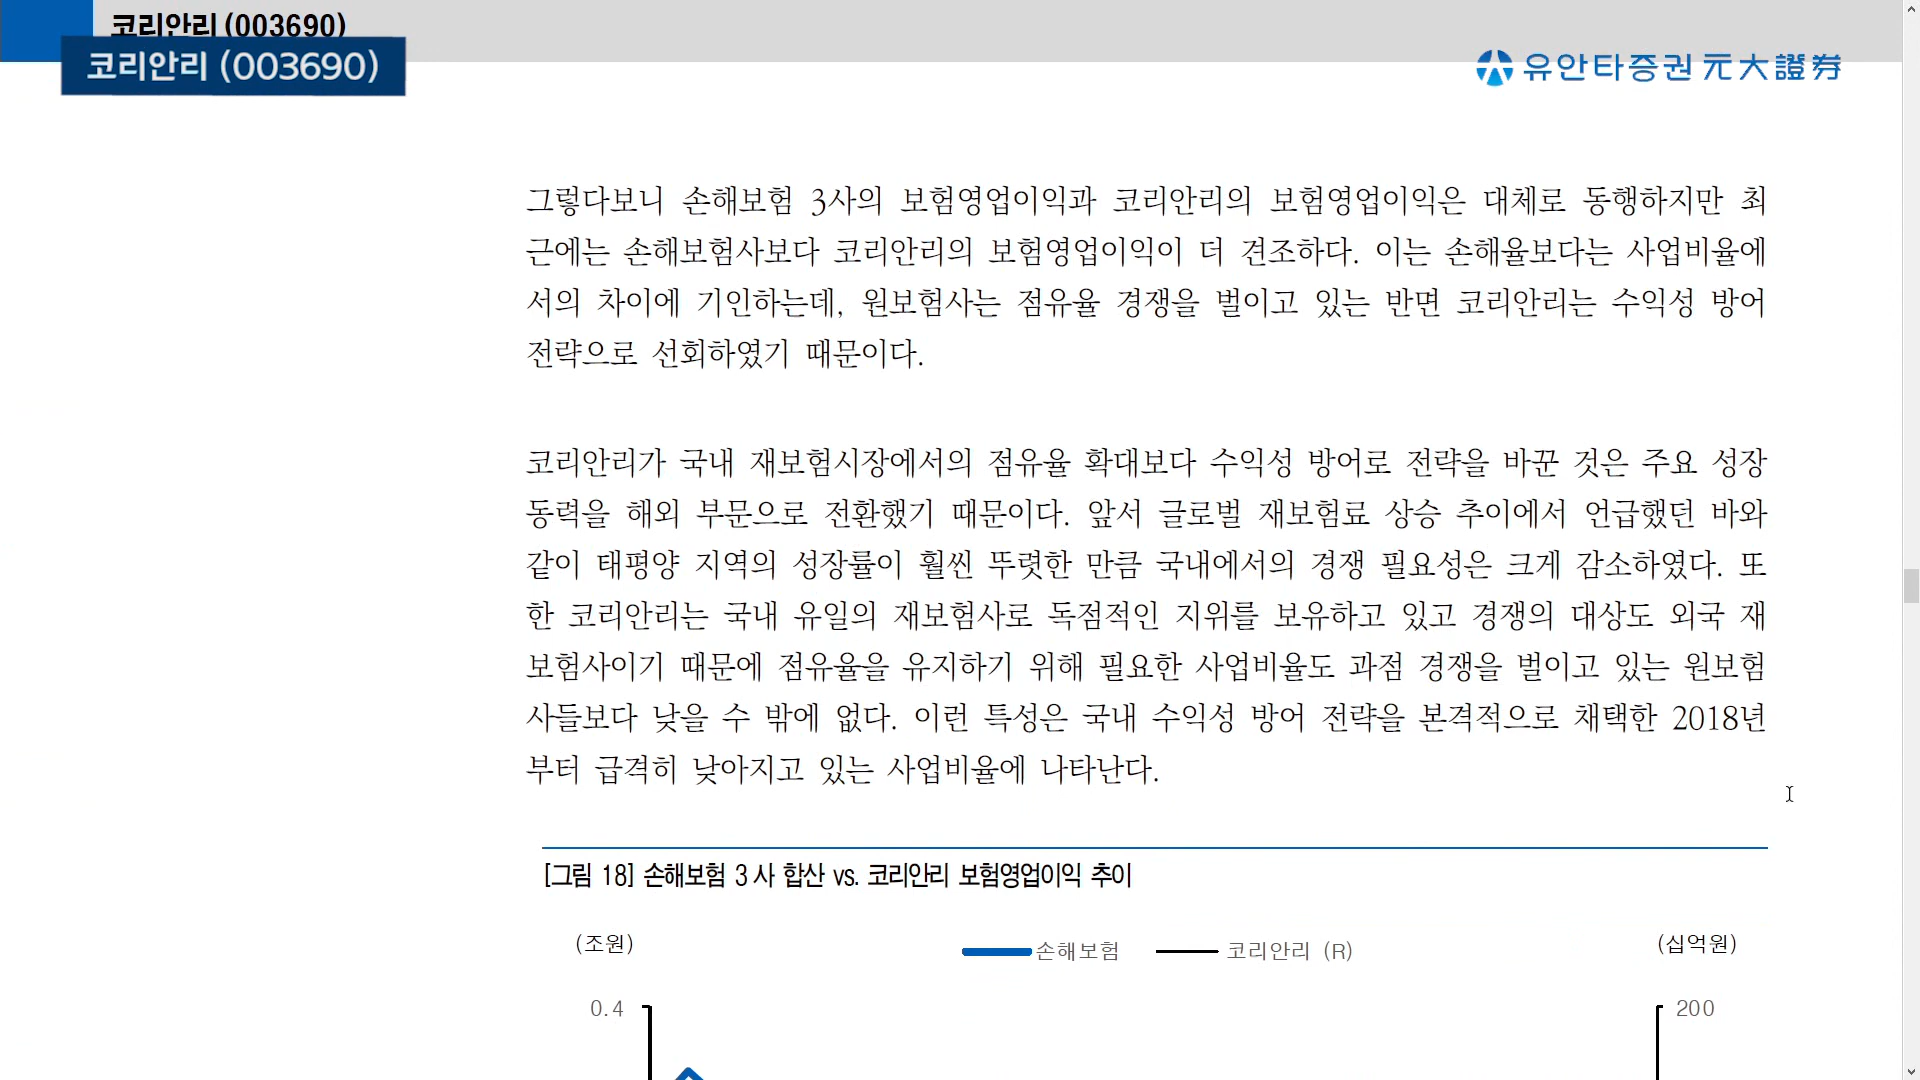 코리안리 (003690)
코리안리 (003690)
유안타증권 元大證券
그렇다보니 손해보험 3사의 보험영업이익과 코리안리의 보험영업이익은 대체로 동행하지만 최
근에는 손해보험사보다 코리안리의 보험영업이익이 더 견조하다. 이는 손해율보다는 사업비율에
서의 차이에 기인하는데, 원보험사는 점유율 경쟁을 벌이고 있는 반면 코리안리는 수익성 방어
전략으로 선회하였기 때문이다.
코리안리가 국내 재보험시장에서의 점유율 확대보다 수익성 방어로 전략을 바꾼 것은 주요 성장
동력을 해외 부문으로 전환했기 때문이다. 앞서 글로벌 재보험료 상승 추이에서 언급했던 바와
같이 태평양 지역의 성장률이 훨씬 뚜렷한 만큼 국내에서의 경쟁 필요성은 크게 감소하였다. 또
한 코리안리는 국내 유일의 재보험사로 독점적인 지위를 보유하고 있고 경쟁의 대상도 외국 재
보험사이기 때문에 점유율을 유지하기 위해 필요한 사업비율도 과점 경쟁을 벌이고 있는 원보험
사들보다 낮을 수 밖에 없다. 이런 특성은 국내 수익성 방어 전략을 본격적으로 채택한 2018년
부터 급격히 낮아지고 있는 사업비율에 나타난다.
[그림 18] 손해보험 3사 합산 vs. 코리안리 보험영업이익 추이
(조원) 손해보험 코리안리 (R) (십억원)
0.4 200